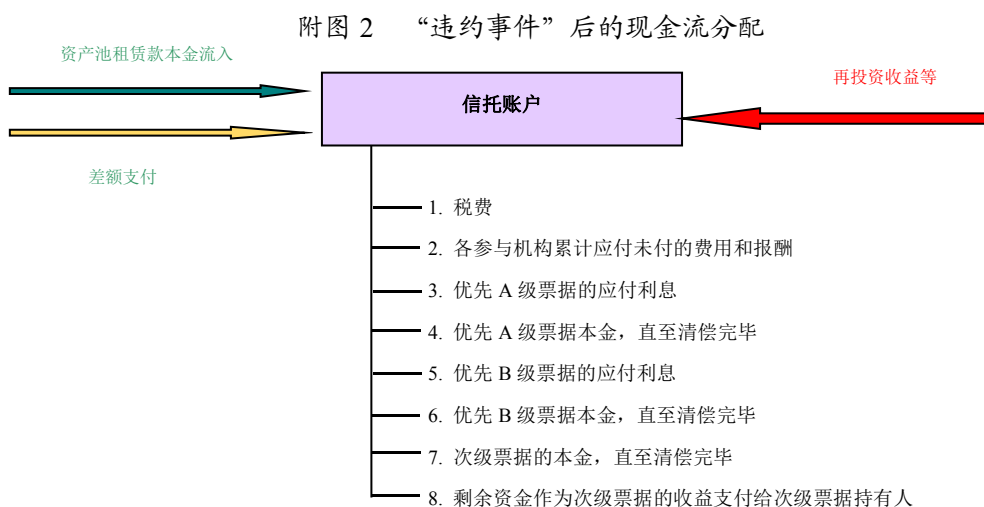 附图 2 “违约事件”后的现金流分配
资产池租赁款本金流入
再投资收益等
信托账户
差额支付
1. 税费
2. 各参与机构累计应付未付的费用和报酬
3. 优先 A 级票据的应付利息
4. 优先 A 级票据本金，直至清偿完毕
5. 优先 B 级票据的应付利息
6. 优先 B 级票据本金，直至清偿完毕
7. 次级票据的本金，直至清偿完毕
8. 剩余资金作为次级票据的收益支付给次级票据持有人